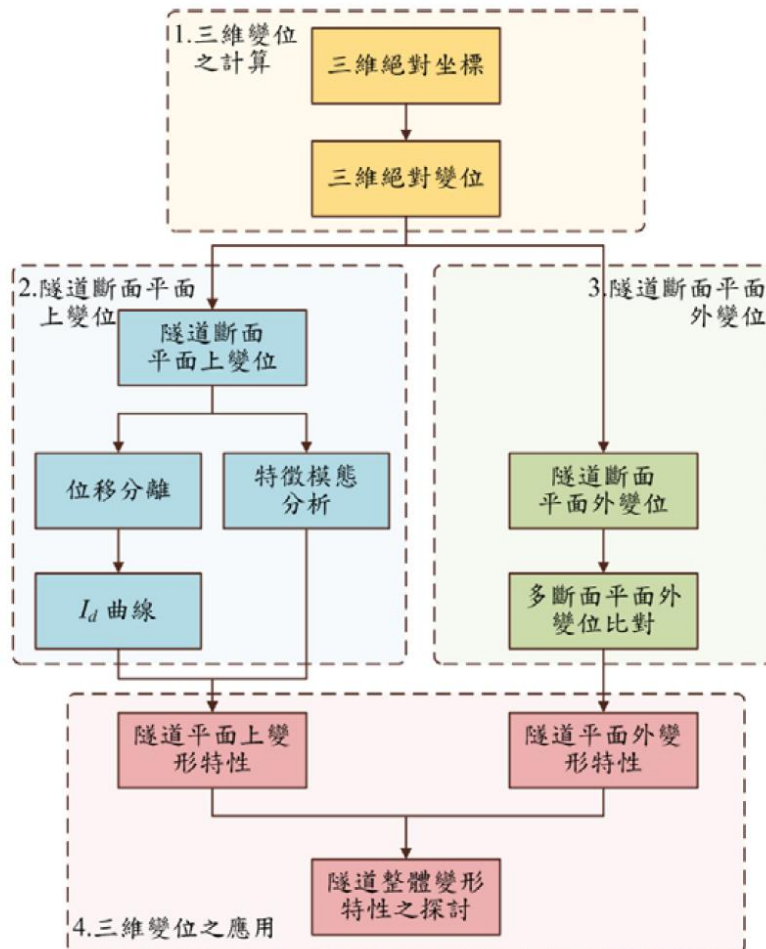 1.三維變位
之計算
三維絕對坐標
三維絕對變位
2.隧道斷面平面
上變位
隧道斷面
平面上變位
位移分離
特徵模態
分析
I_d 曲線
3.隧道斷面平面
外變位
隧道斷面
平面外變位
多斷面平面外
變位比對
隧道平面上變
形特性
隧道平面外變
形特性
隧道整體變形
特性之探討
4.三維變位之應用